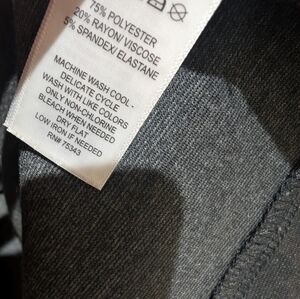 75% POLYESTER
20% RAYON/VISCOSE
5% SPANDEX/ ELASTANE
MACHINE WASH COOL -
DELICATE CYCLE
WASH WITH LIKE COLORS
ONLY NON-CHLORINE
BLEACH WHEN NEEDED
DRY FLAT
LOW IRON IF NEEDED
RN# 75343